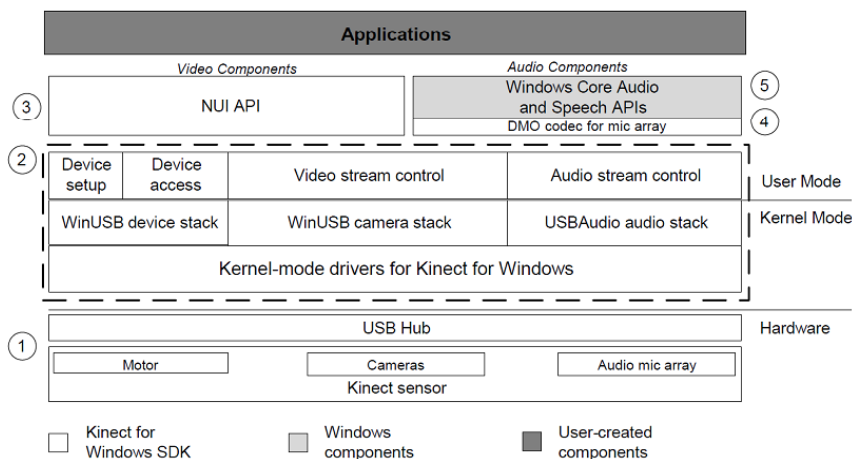 Applications
Video Components
Audio Components
3
NUI API
Windows Core Audio
and Speech APIs
5
DMO codec for mic array
4
2
Device
setup
Device
access
Video stream control
Audio stream control
User Mode
WinUSB device stack
WinUSB camera stack
USBAudio audio stack
Kernel Mode
Kernel-mode drivers for Kinect for Windows
1
USB Hub
Hardware
Motor
Cameras
Audio mic array
Kinect sensor
Kinect for
Windows SDK
Windows
components
User-created
components